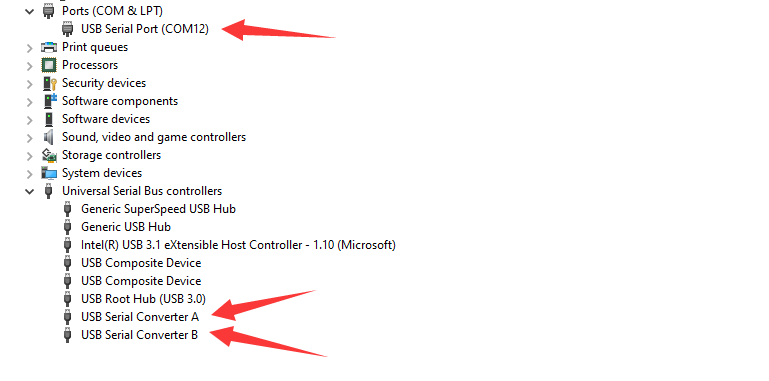 Ports (COM & LPT)
USB Serial Port (COM12)
Print queues
Processors
Security devices
Software components
Software devices
Sound, video and game controllers
Storage controllers
System devices
Universal Serial Bus controllers
Generic SuperSpeed USB Hub
Generic USB Hub
Intel(R) USB 3.1 eXtensible Host Controller - 1.10 (Microsoft)
USB Composite Device
USB Composite Device
USB Root Hub (USB 3.0)
USB Serial Converter A
USB Serial Converter B